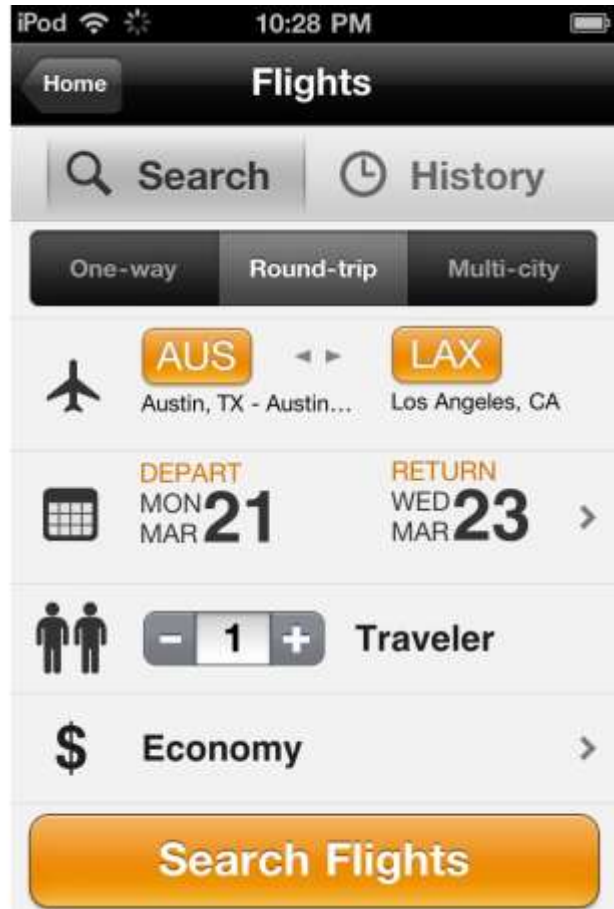 iPod 10:28 PM
Home Flights
Search History
One-way Round-trip Multi-city
AUS LAX
Austin, TX - Austin... Los Angeles, CA
DEPART RETURN
MON MAR 21 WED MAR 23
- 1 + Traveler
$ Economy
Search Flights